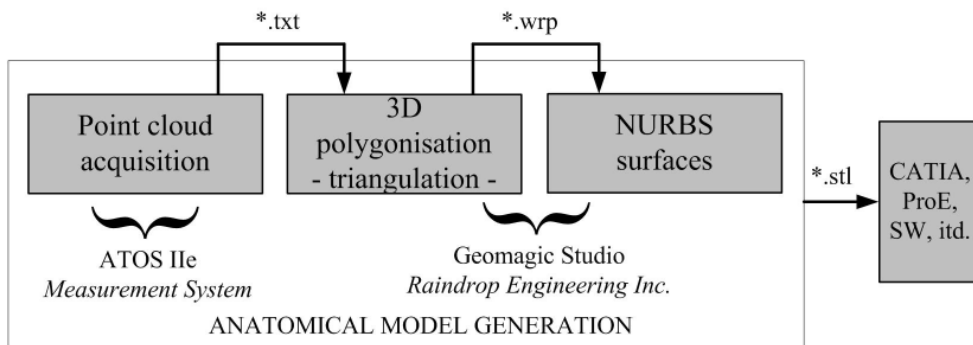 *.txt
*.wrp
Point cloud
acquisition
3D
polygonisation
- triangulation -
NURBS
surfaces
*.stl
CATIA,
ProE,
SW, itd.
ATOS IIe
Measurement System
Geomagic Studio
Raindrop Engineering Inc.
ANATOMICAL MODEL GENERATION